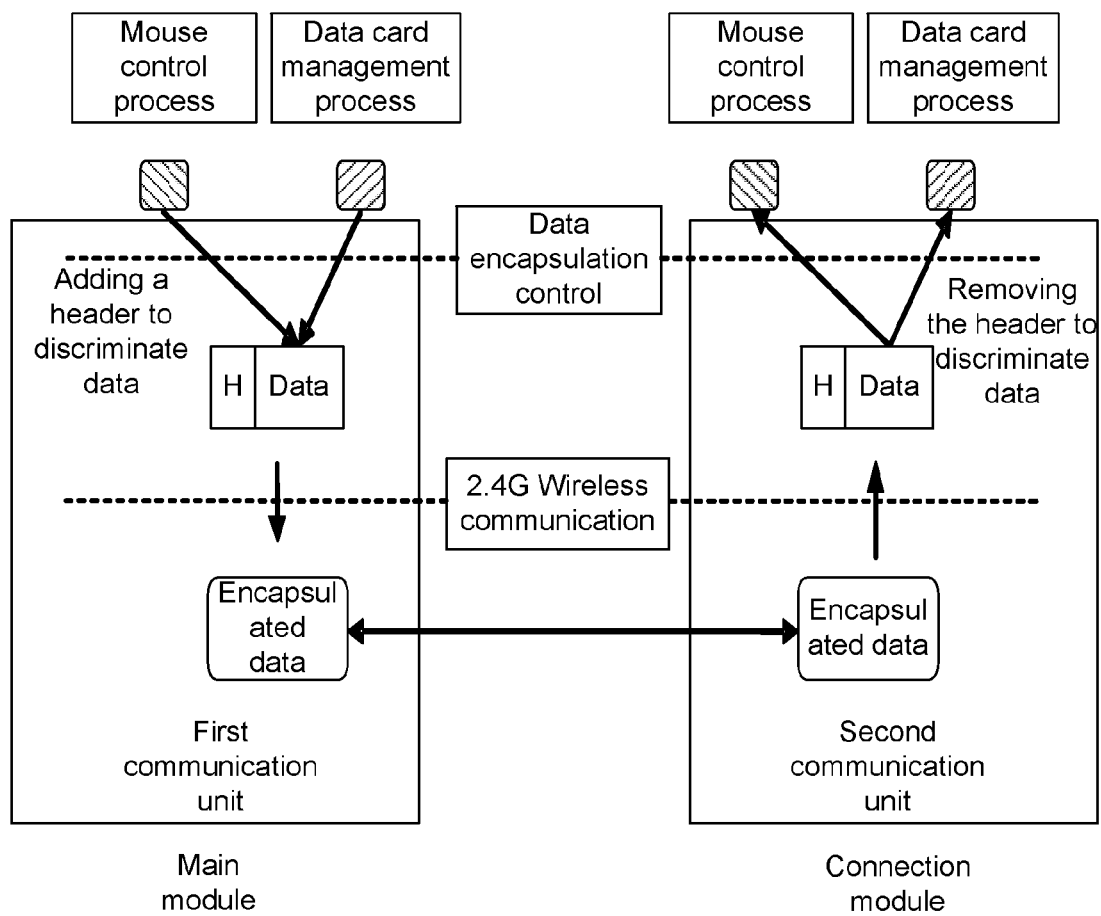 Mouse
control
process
Data card
management
process
Mouse
control
process
Data card
management
process
Data
encapsulation
control
Adding a
header to
discriminate
data
Removing
the header to
discriminate
data
H
Data
H
Data
2.4G Wireless
communication
Encapsul
ated
data
Encapsul
ated data
First
communication
unit
Second
communication
unit
Main
module
Connection
module